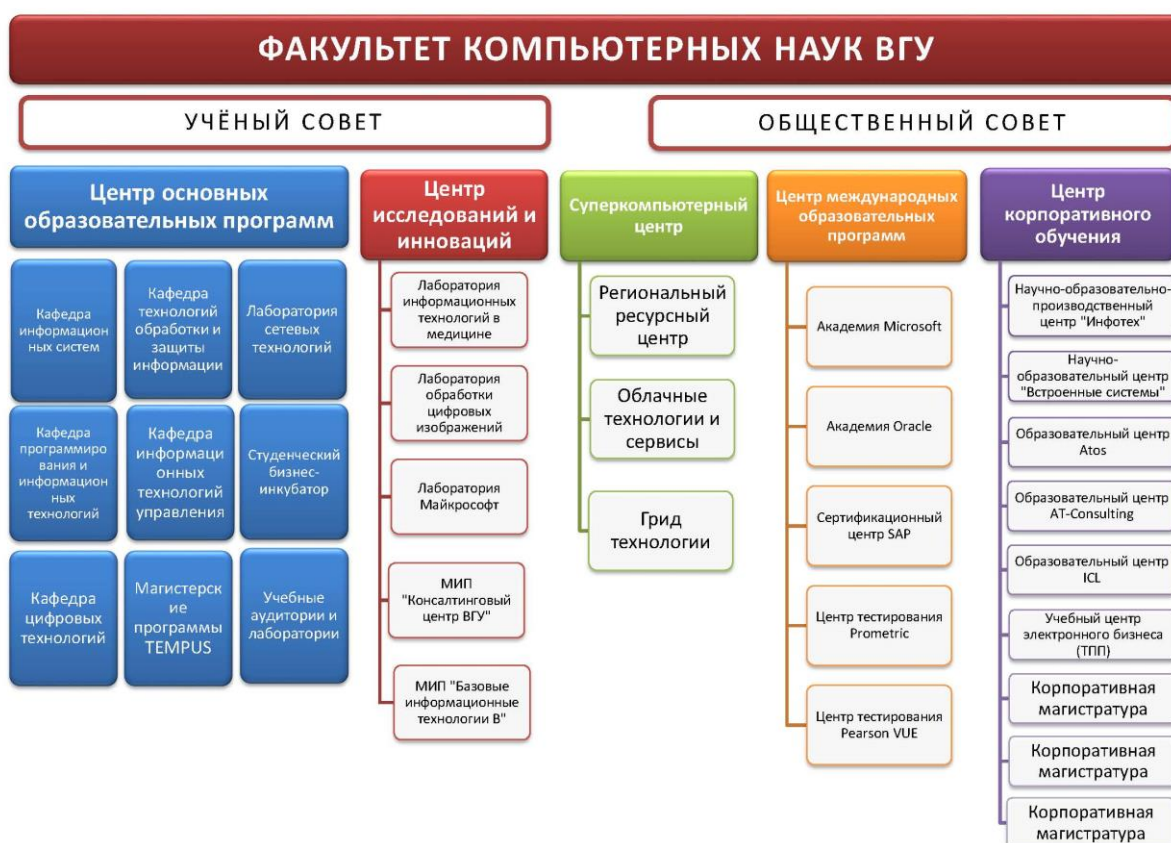 ФАКУЛЬТЕТ КОМПЬЮТЕРНЫХ НАУК ВГУ
УЧЁНЫЙ СОВЕТ
ОБЩЕСТВЕННЫЙ СОВЕТ
Центр основных
образовательных программ
Кафедра
информацион
ных систем
Кафедра
технологий
обработки и
защиты
информации
Лаборатория
сетевых
технологий
Кафедра
программиро
вания и
информацион
ных
технологий
Кафедра
информаци
онных
технологий
управления
Студенческий
бизнес-
инкубатор
Кафедра
цифровых
технологий
Магистерск
ие
программы
TEMPUS
Учебные
аудитории и
лаборатории
Центр
исследований и
инноваций
Лаборатория
информационных
технологий в
медицине
Лаборатория
обработки
цифровых
изображений
Лаборатория
Майкрософт
МИП
"Консалтинговый
центр ВГУ"
МИП "Базовые
информационные
технологии В"
Суперкомпьютерный
центр
Региональный
ресурсный
центр
Облачные
технологии и
сервисы
Грид
технологии
Центр международных
образовательных
программ
Академия Microsoft
Академия Oracle
Сертификационный
центр SAP
Центр тестирования
Prometric
Центр тестирования
Pearson VUE
Центр
корпоративного
обучения
Научно-образовательно-
производственный
центр "Инфотех"
Научно-
образовательный центр
"Встроенные системы"
Образовательный центр
Atos
Образовательный центр
AT-Consulting
Образовательный центр
ICL
Учебный центр
электронного бизнеса
(ТПП)
Корпоративная
магистратура
Корпоративная
магистратура
Корпоративная
магистратура